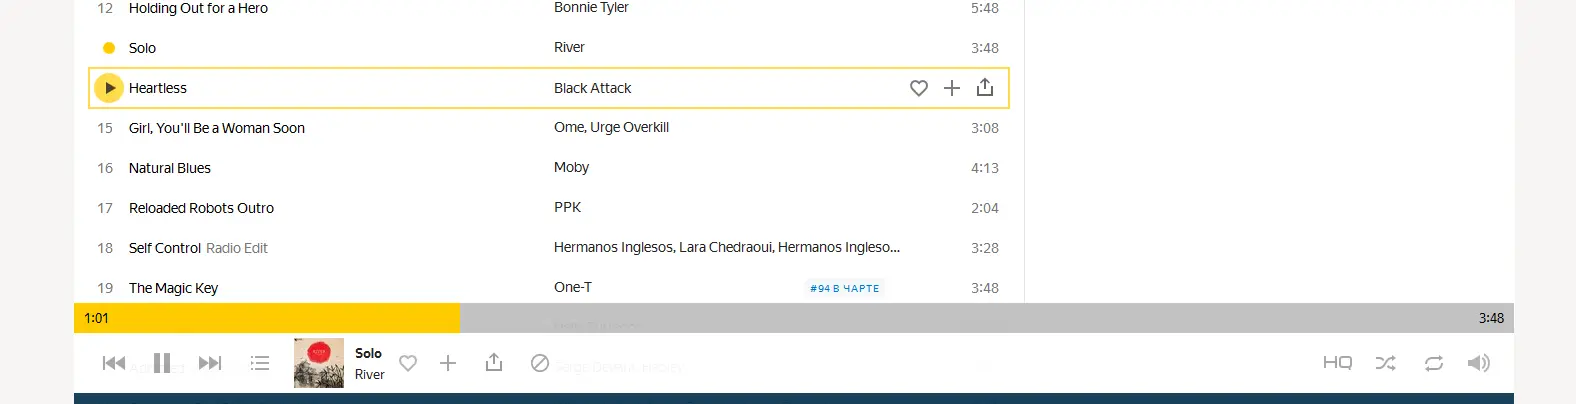 12 Holding Out for a Hero Bonnie Tyler 5:48
Solo River 3:48
Heartless Black Attack
15 Girl, You'll Be a Woman Soon Ome, Urge Overkill 3:08
16 Natural Blues Moby 4:13
17 Reloaded Robots Outro PPK 2:04
18 Self Control Radio Edit Hermanos Inglesos, Lara Chedraoui, Hermanos Ingleso... 3:28
19 The Magic Key One-T #94 В ЧАРТЕ 3:48
1:01 3:48
Solo
River
HQ